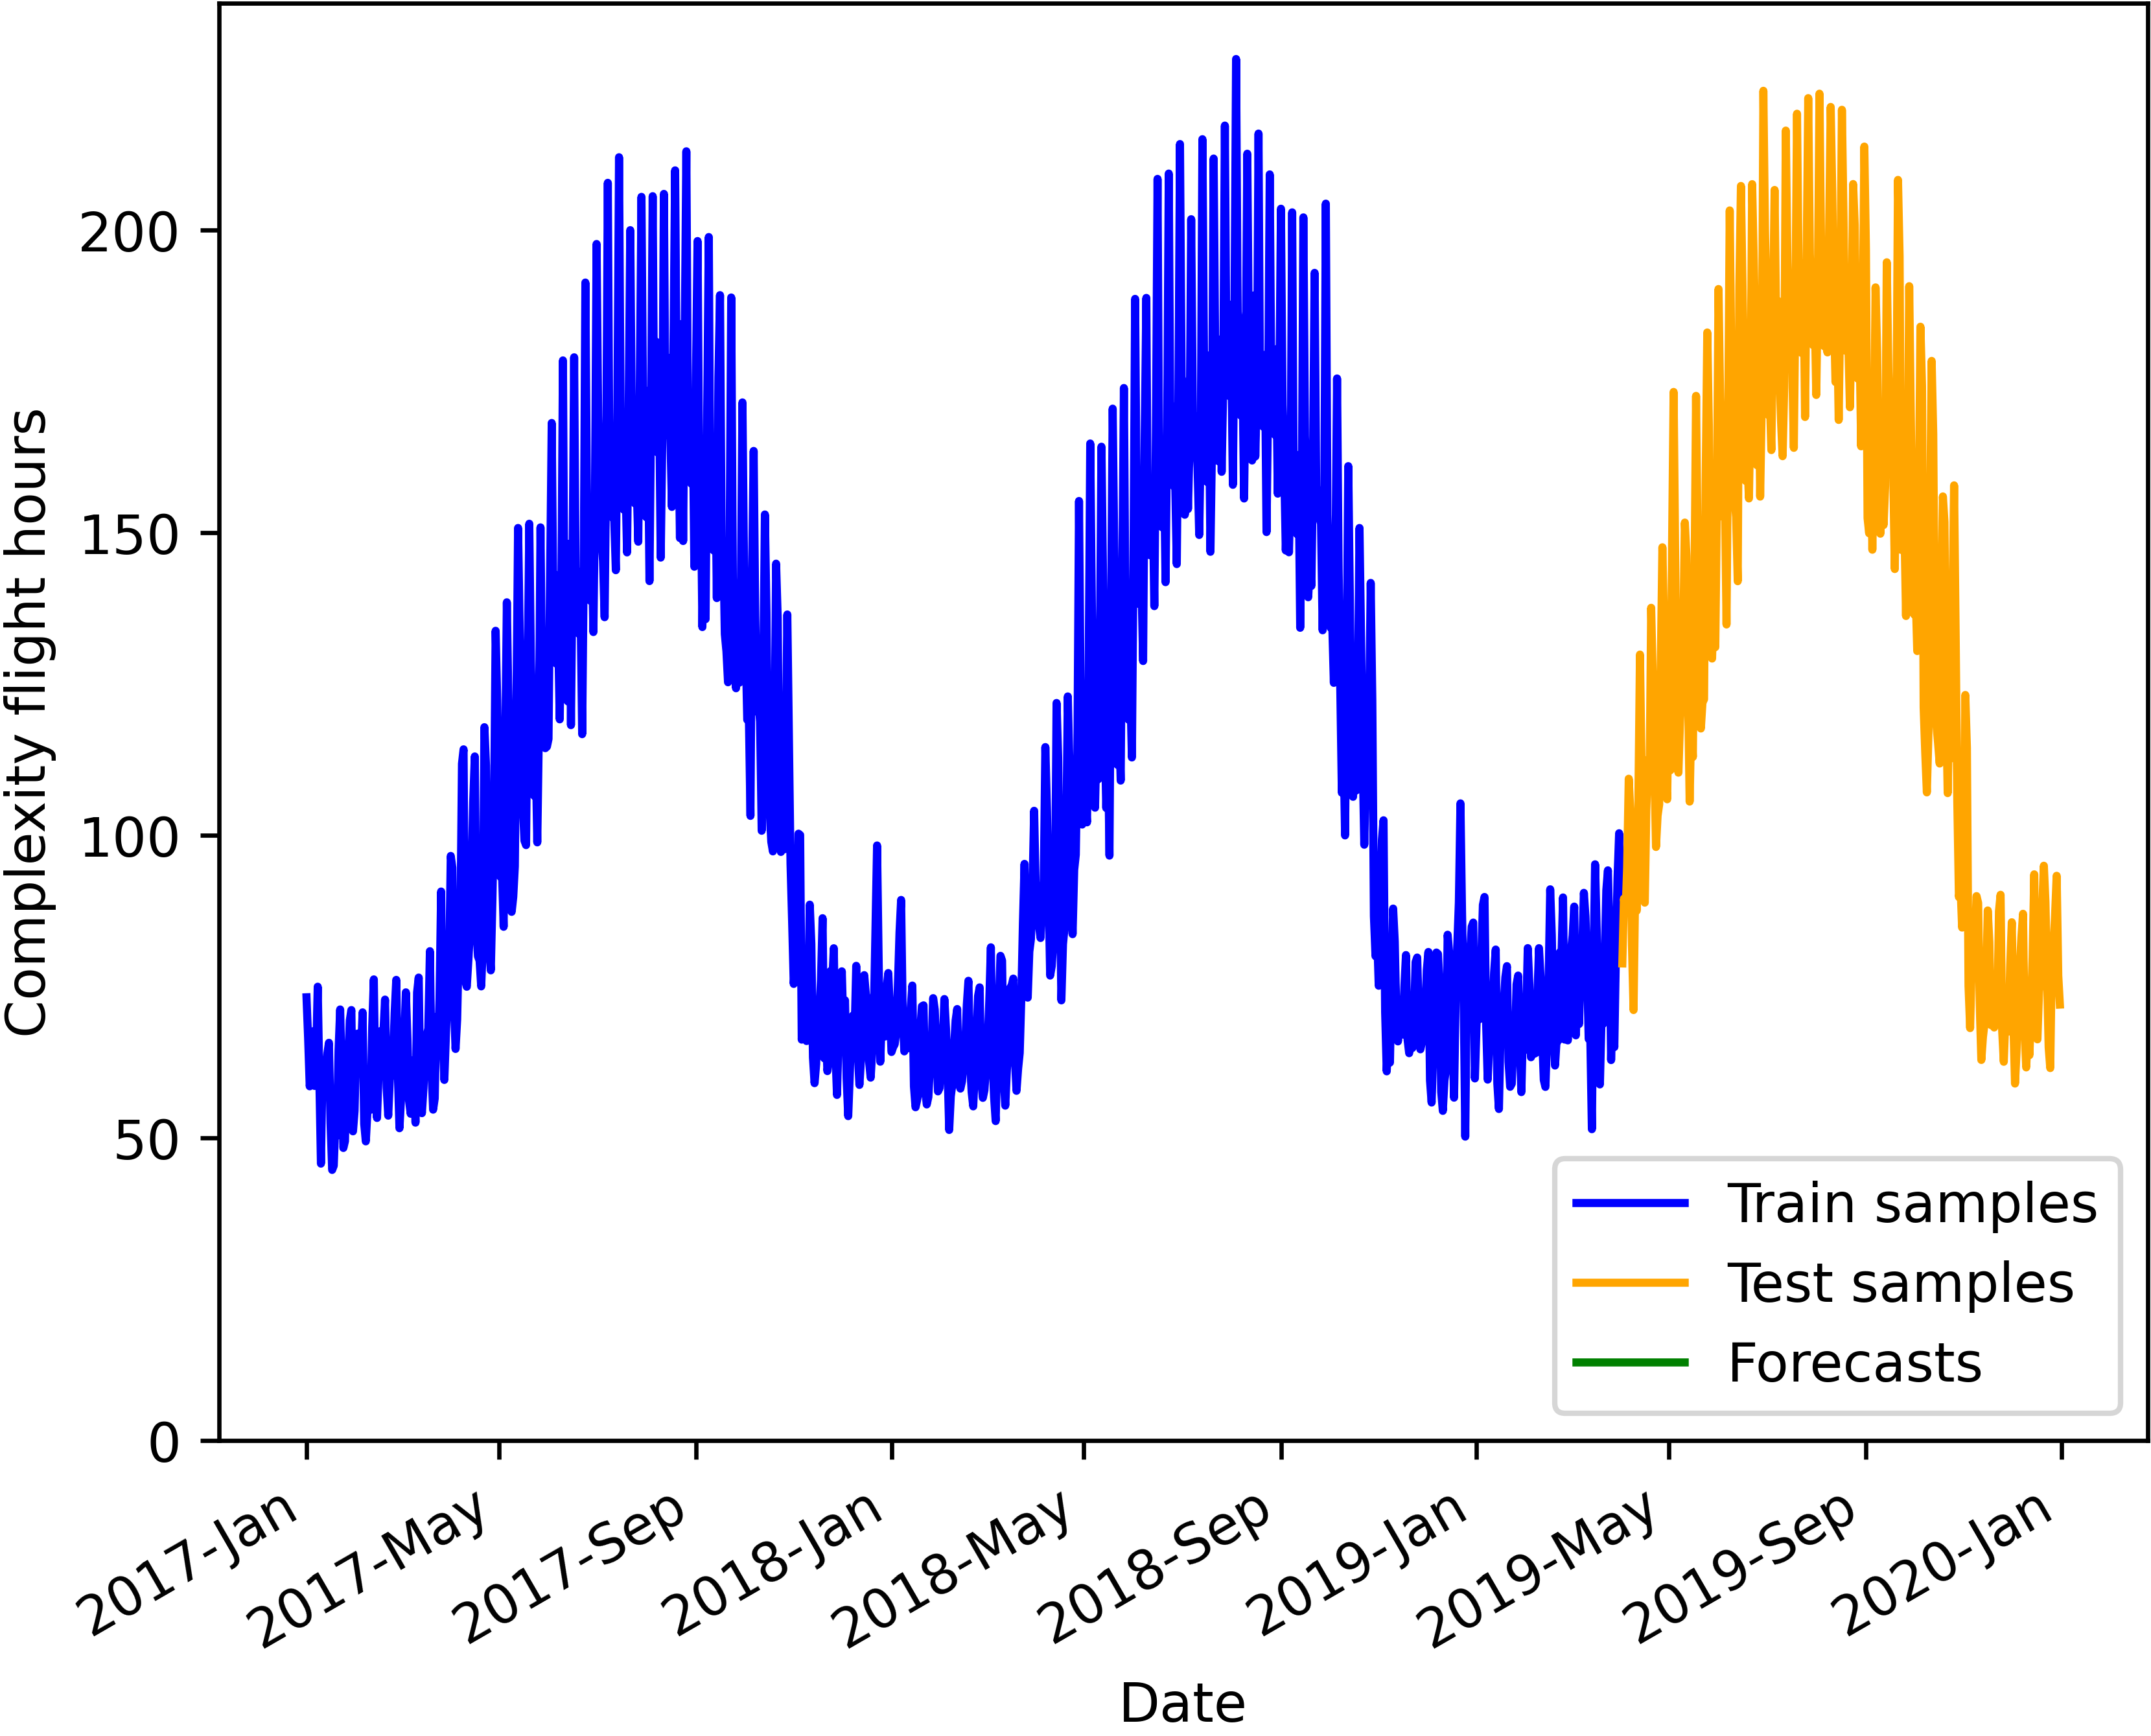 Complexity flight hours
200
150
100
50
0
Train samples
Test samples
Forecasts
2017-Jan
2017-May
2017-Sep
2018-Jan
2018-May
2018-Sep
2019-Jan
2019-May
2019-Sep
2020-Jan
Date